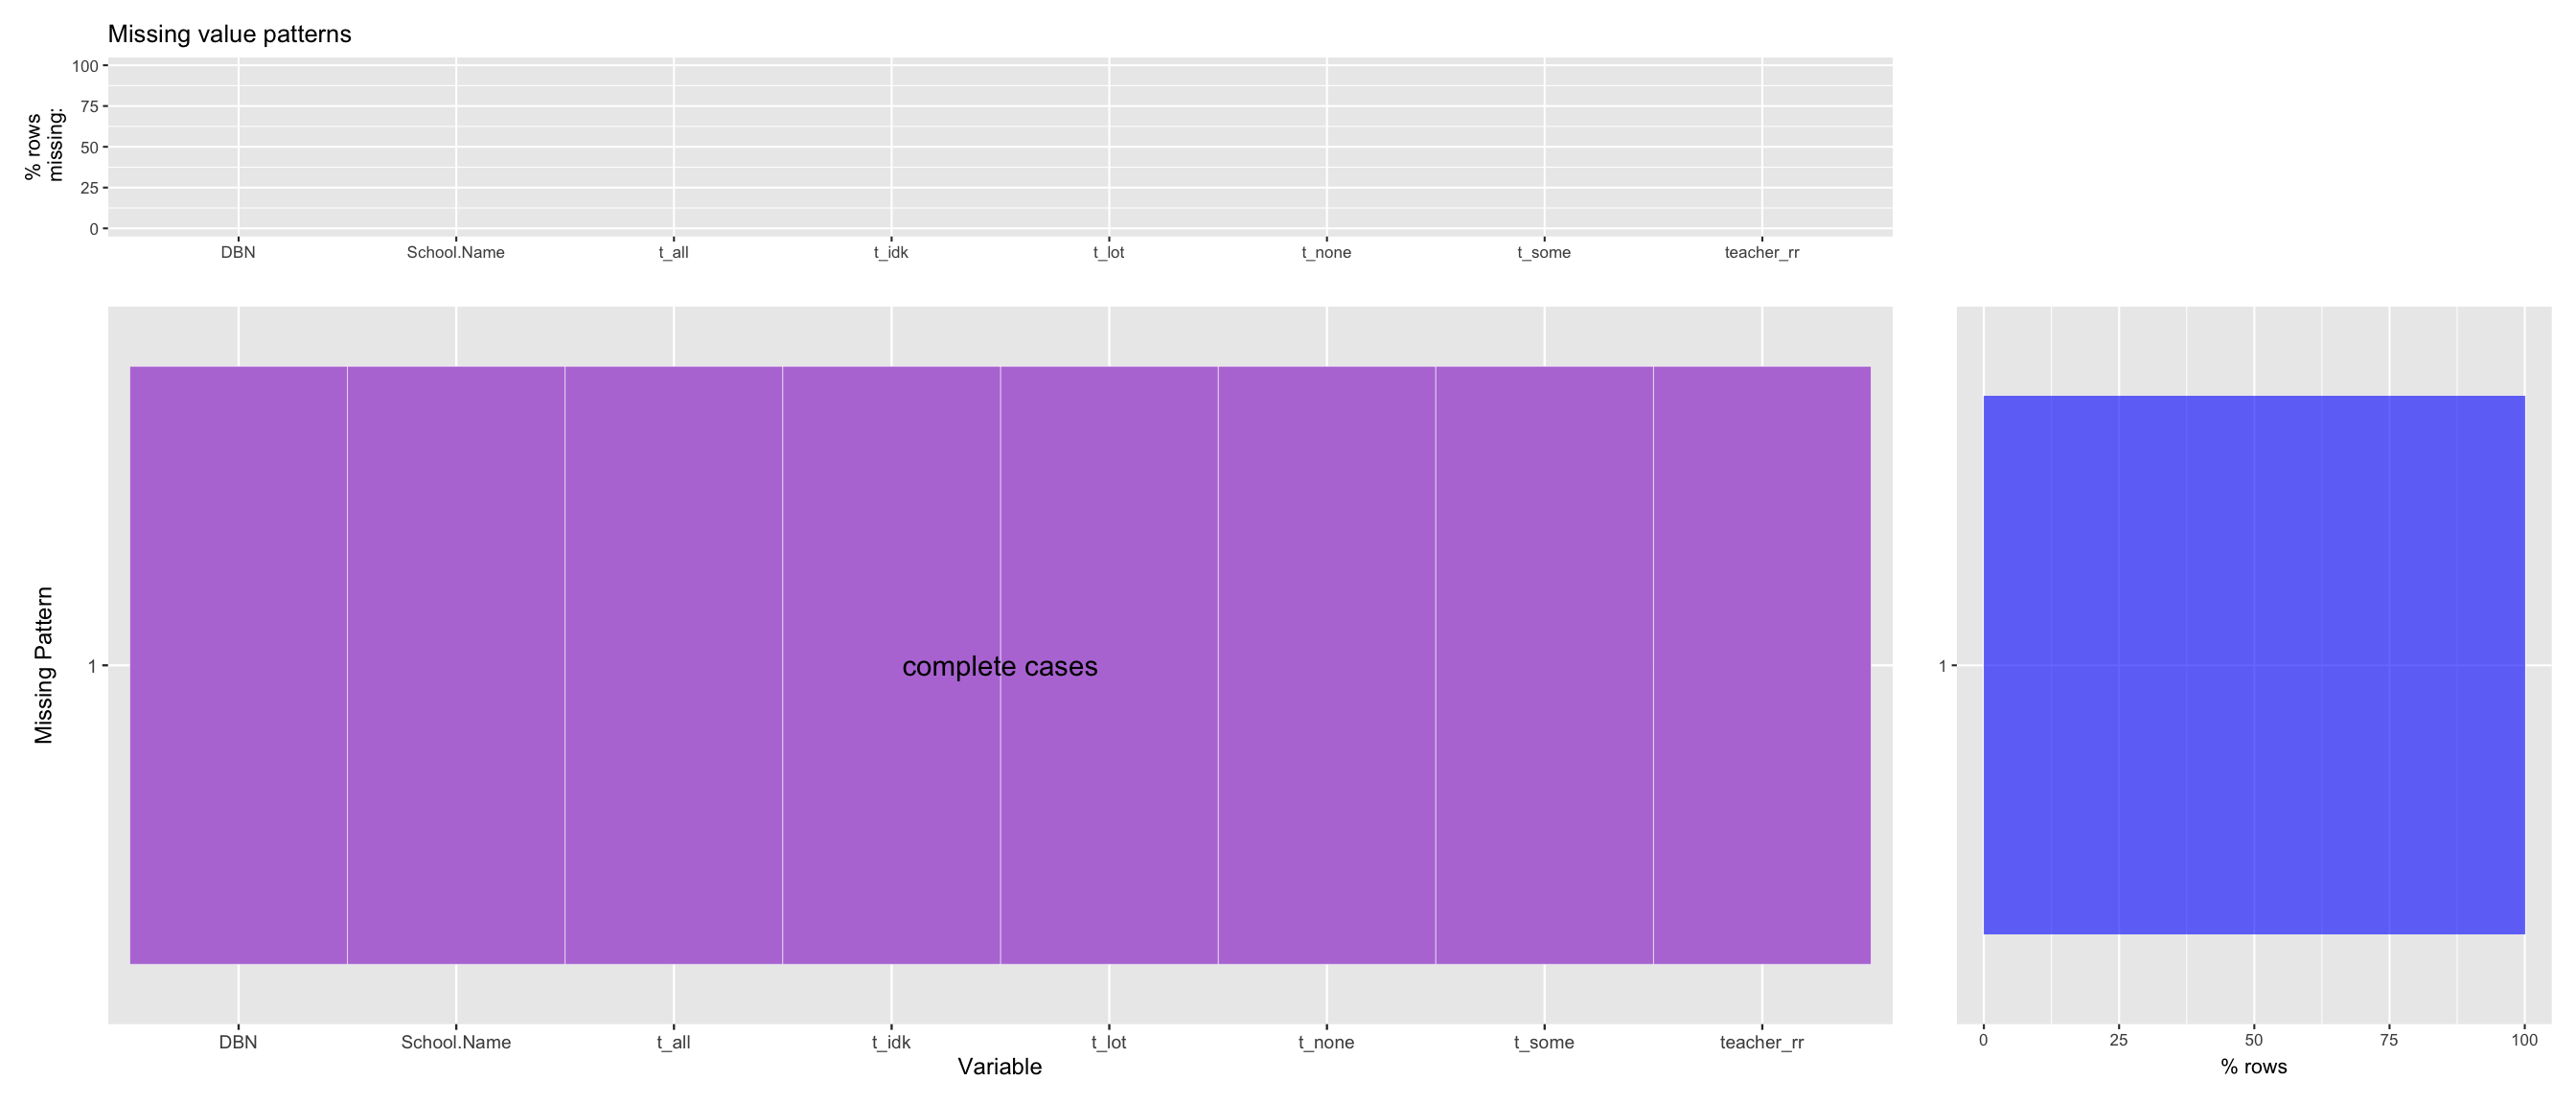 Missing value patterns
% rows
missing:
100
75
50
25
0
DBN School.Name t_all t_idk t_lot t_none t_some teacher_rr
Missing Pattern
1
complete cases
DBN School.Name t_all t_idk t_lot t_none t_some teacher_rr
Variable
1
0 25 50 75 100
% rows